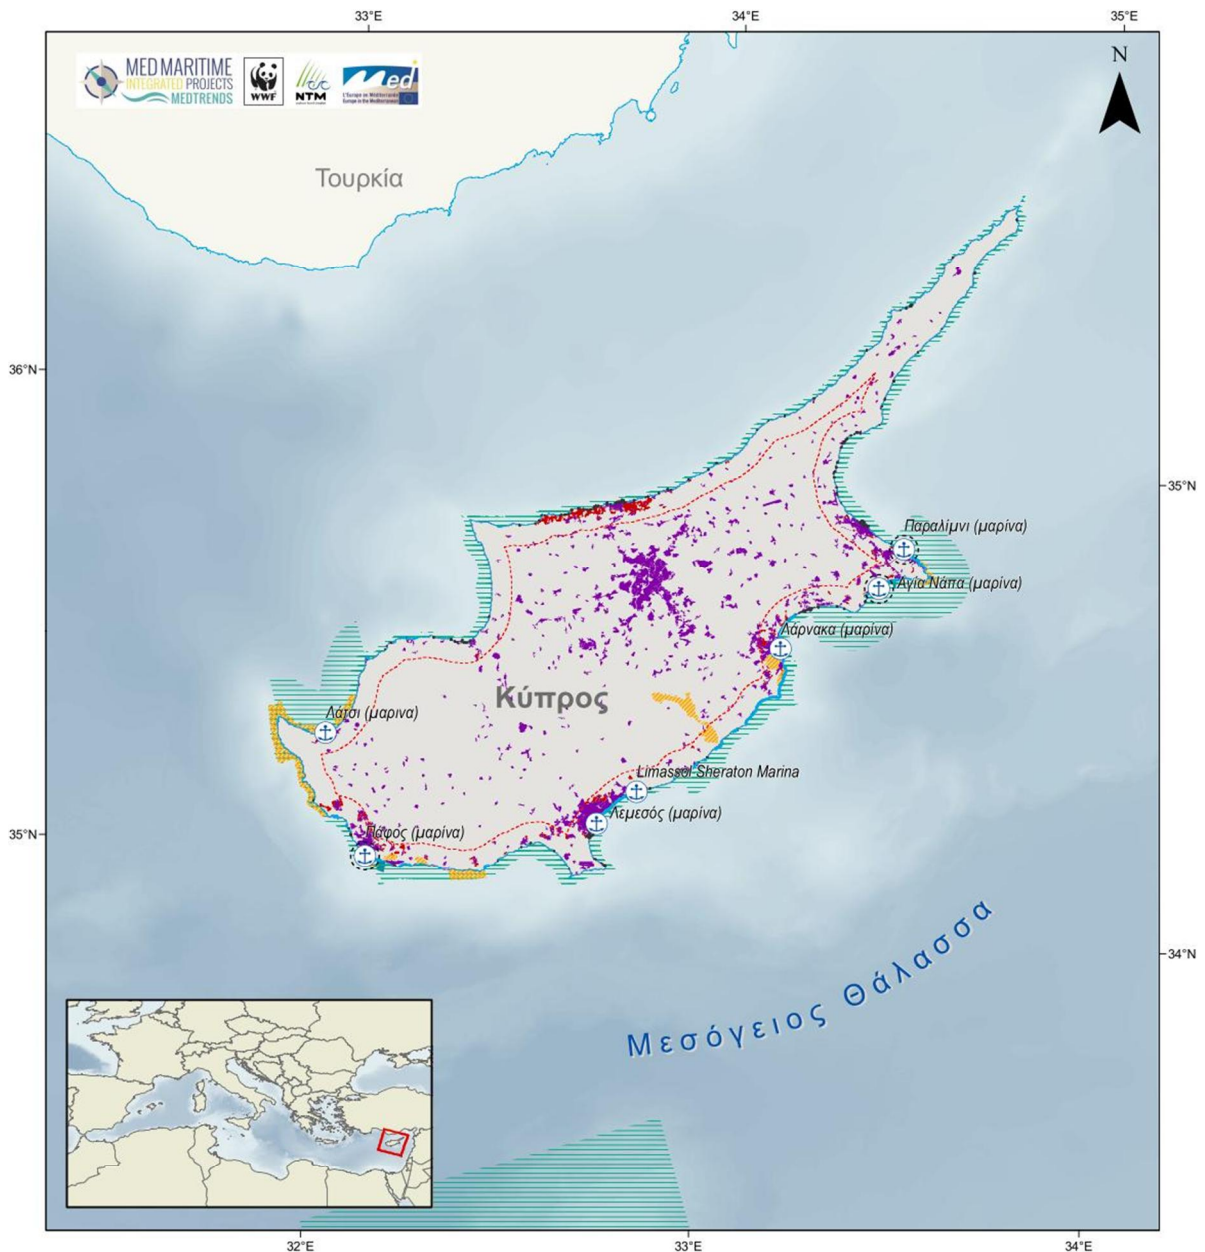 33°E
34°E
35°E
MED MARITIME
INTEGRATED PROJECTS
MEDTRENDS
WWF
NTM
Med
L'Europe en Méditerranée
Europe in the Mediterranean
N
Τουρκία
36°N
35°N
Παραλίμνι (μαρίνα)
Αγία Νάπα (μαρίνα)
Λάρνακα (μαρίνα)
Κύπρος
Λάτσι (μαρινα)
Limassol Sheraton Marina
Λεμεσός (μαρίνα)
35°N
Πάφος (μαρίνα)
34°N
Μεσόγειος Θάλασσα
32°E
33°E
34°E